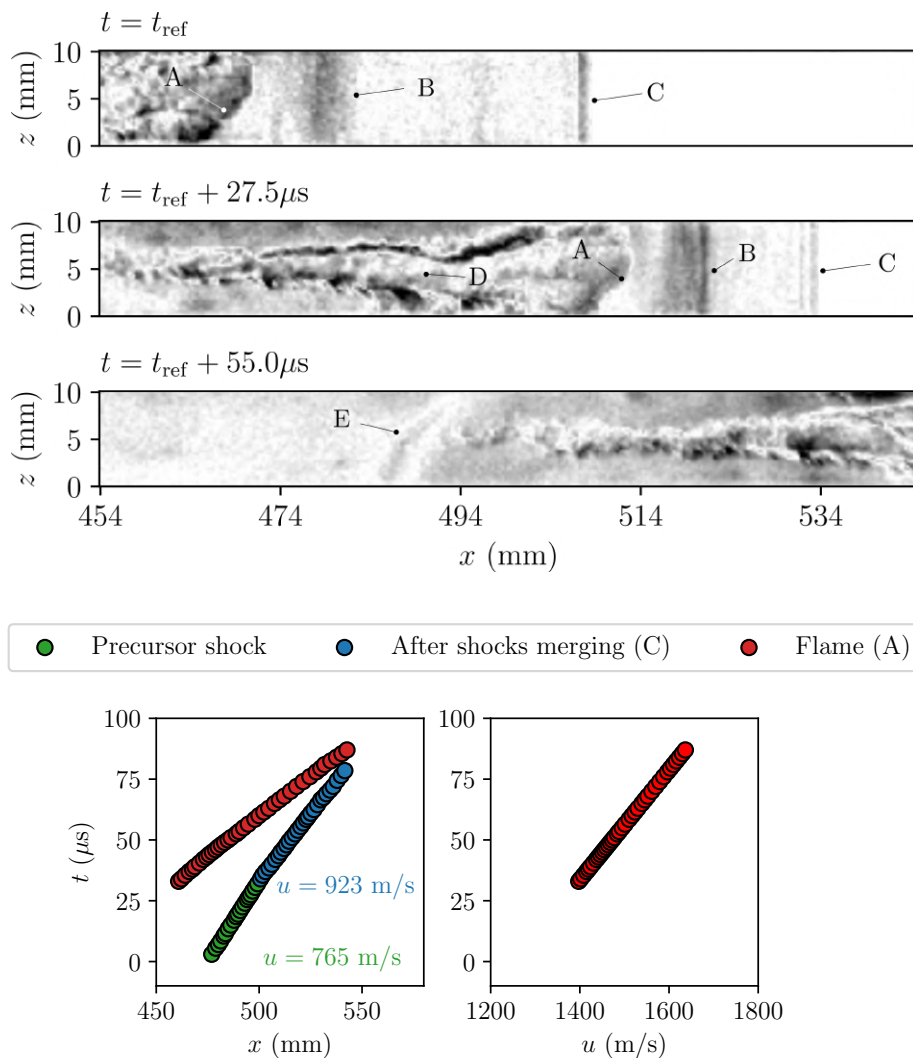 t = t_ref
10
5
0
z (mm)
A
B
C
t = t_ref + 27.5μs
10
5
0
z (mm)
D
A
B
C
t = t_ref + 55.0μs
10
5
0
z (mm)
E
454 474 494 514 534
x (mm)
Precursor shock After shocks merging (C) Flame (A)
100
75
50
25
0
t (μs)
u = 923 m/s
u = 765 m/s
450 500 550
x (mm)
100
75
50
25
0
1200 1400 1600 1800
u (m/s)